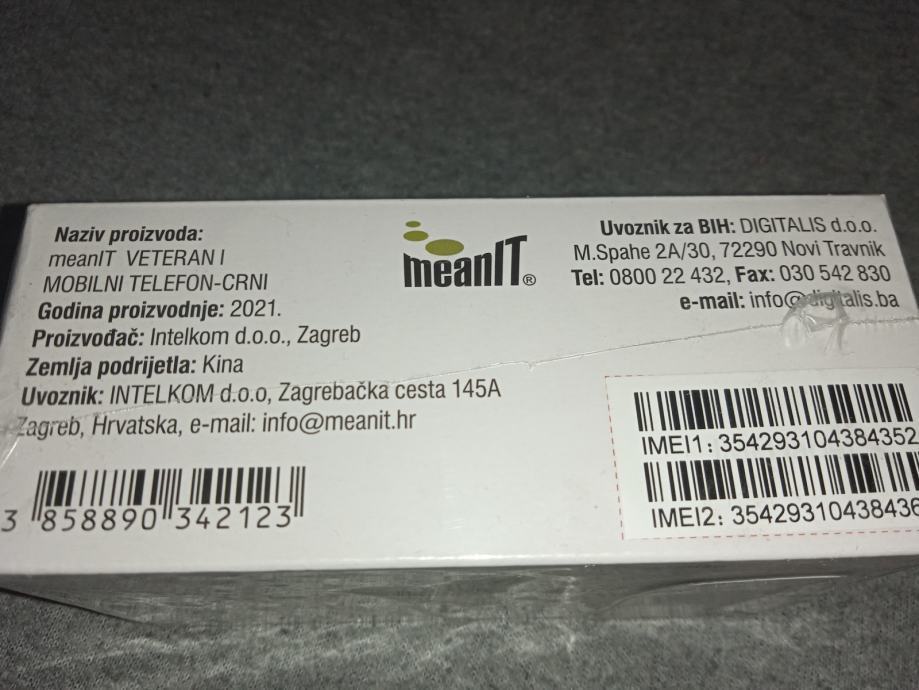 Naziv proizvoda:
meanIT VETERAN I
MOBILNI TELEFON-CRNI
Godina proizvodnje: 2021.
Proizvođač: Intelkom d.o.o., Zagreb
Zemlja podrijetla: Kina
Uvoznik: INTELKOM d.o.o, Zagrebačka cesta 145A
Zagreb, Hrvatska, e-mail: info@meanit.hr
3 858890 342123
meanIT®
Uvoznik za BIH: DIGITALIS d.o.o.
M.Spahe 2A/30, 72290 Novi Travnik
Tel: 0800 22 432, Fax: 030 542 830
e-mail: info@digitalis.ba
IMEI1: 354293104384352
IMEI2: 35429310438436